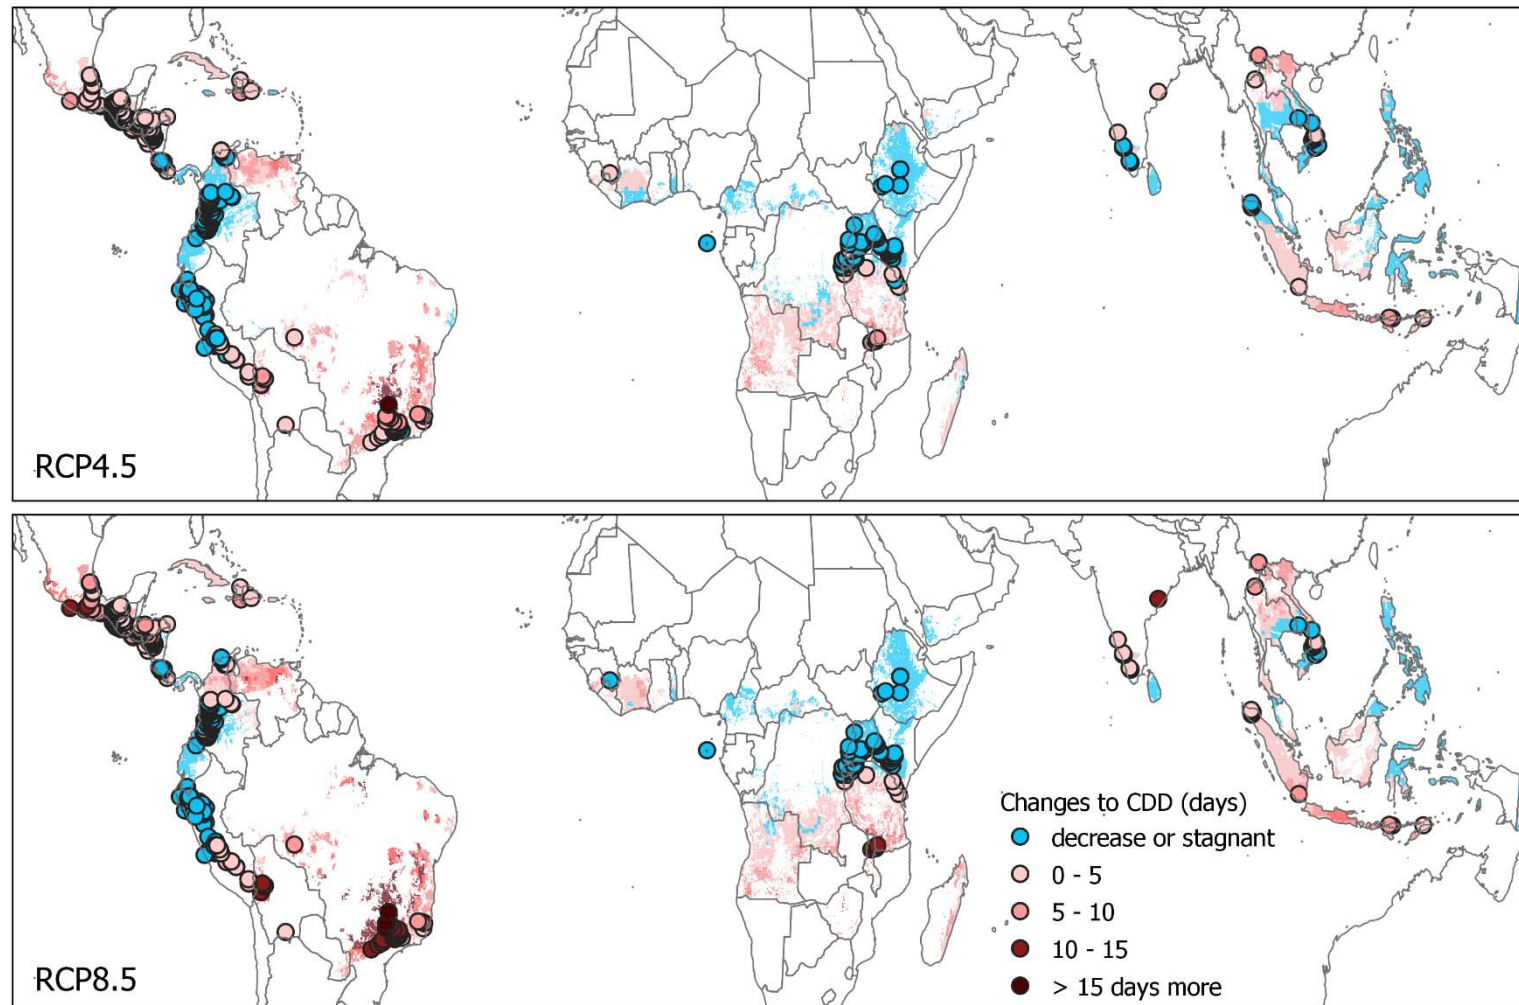 RCP4.5
RCP8.5
Changes to CDD (days)
decrease or stagnant
0 - 5
5 - 10
10 - 15
> 15 days more